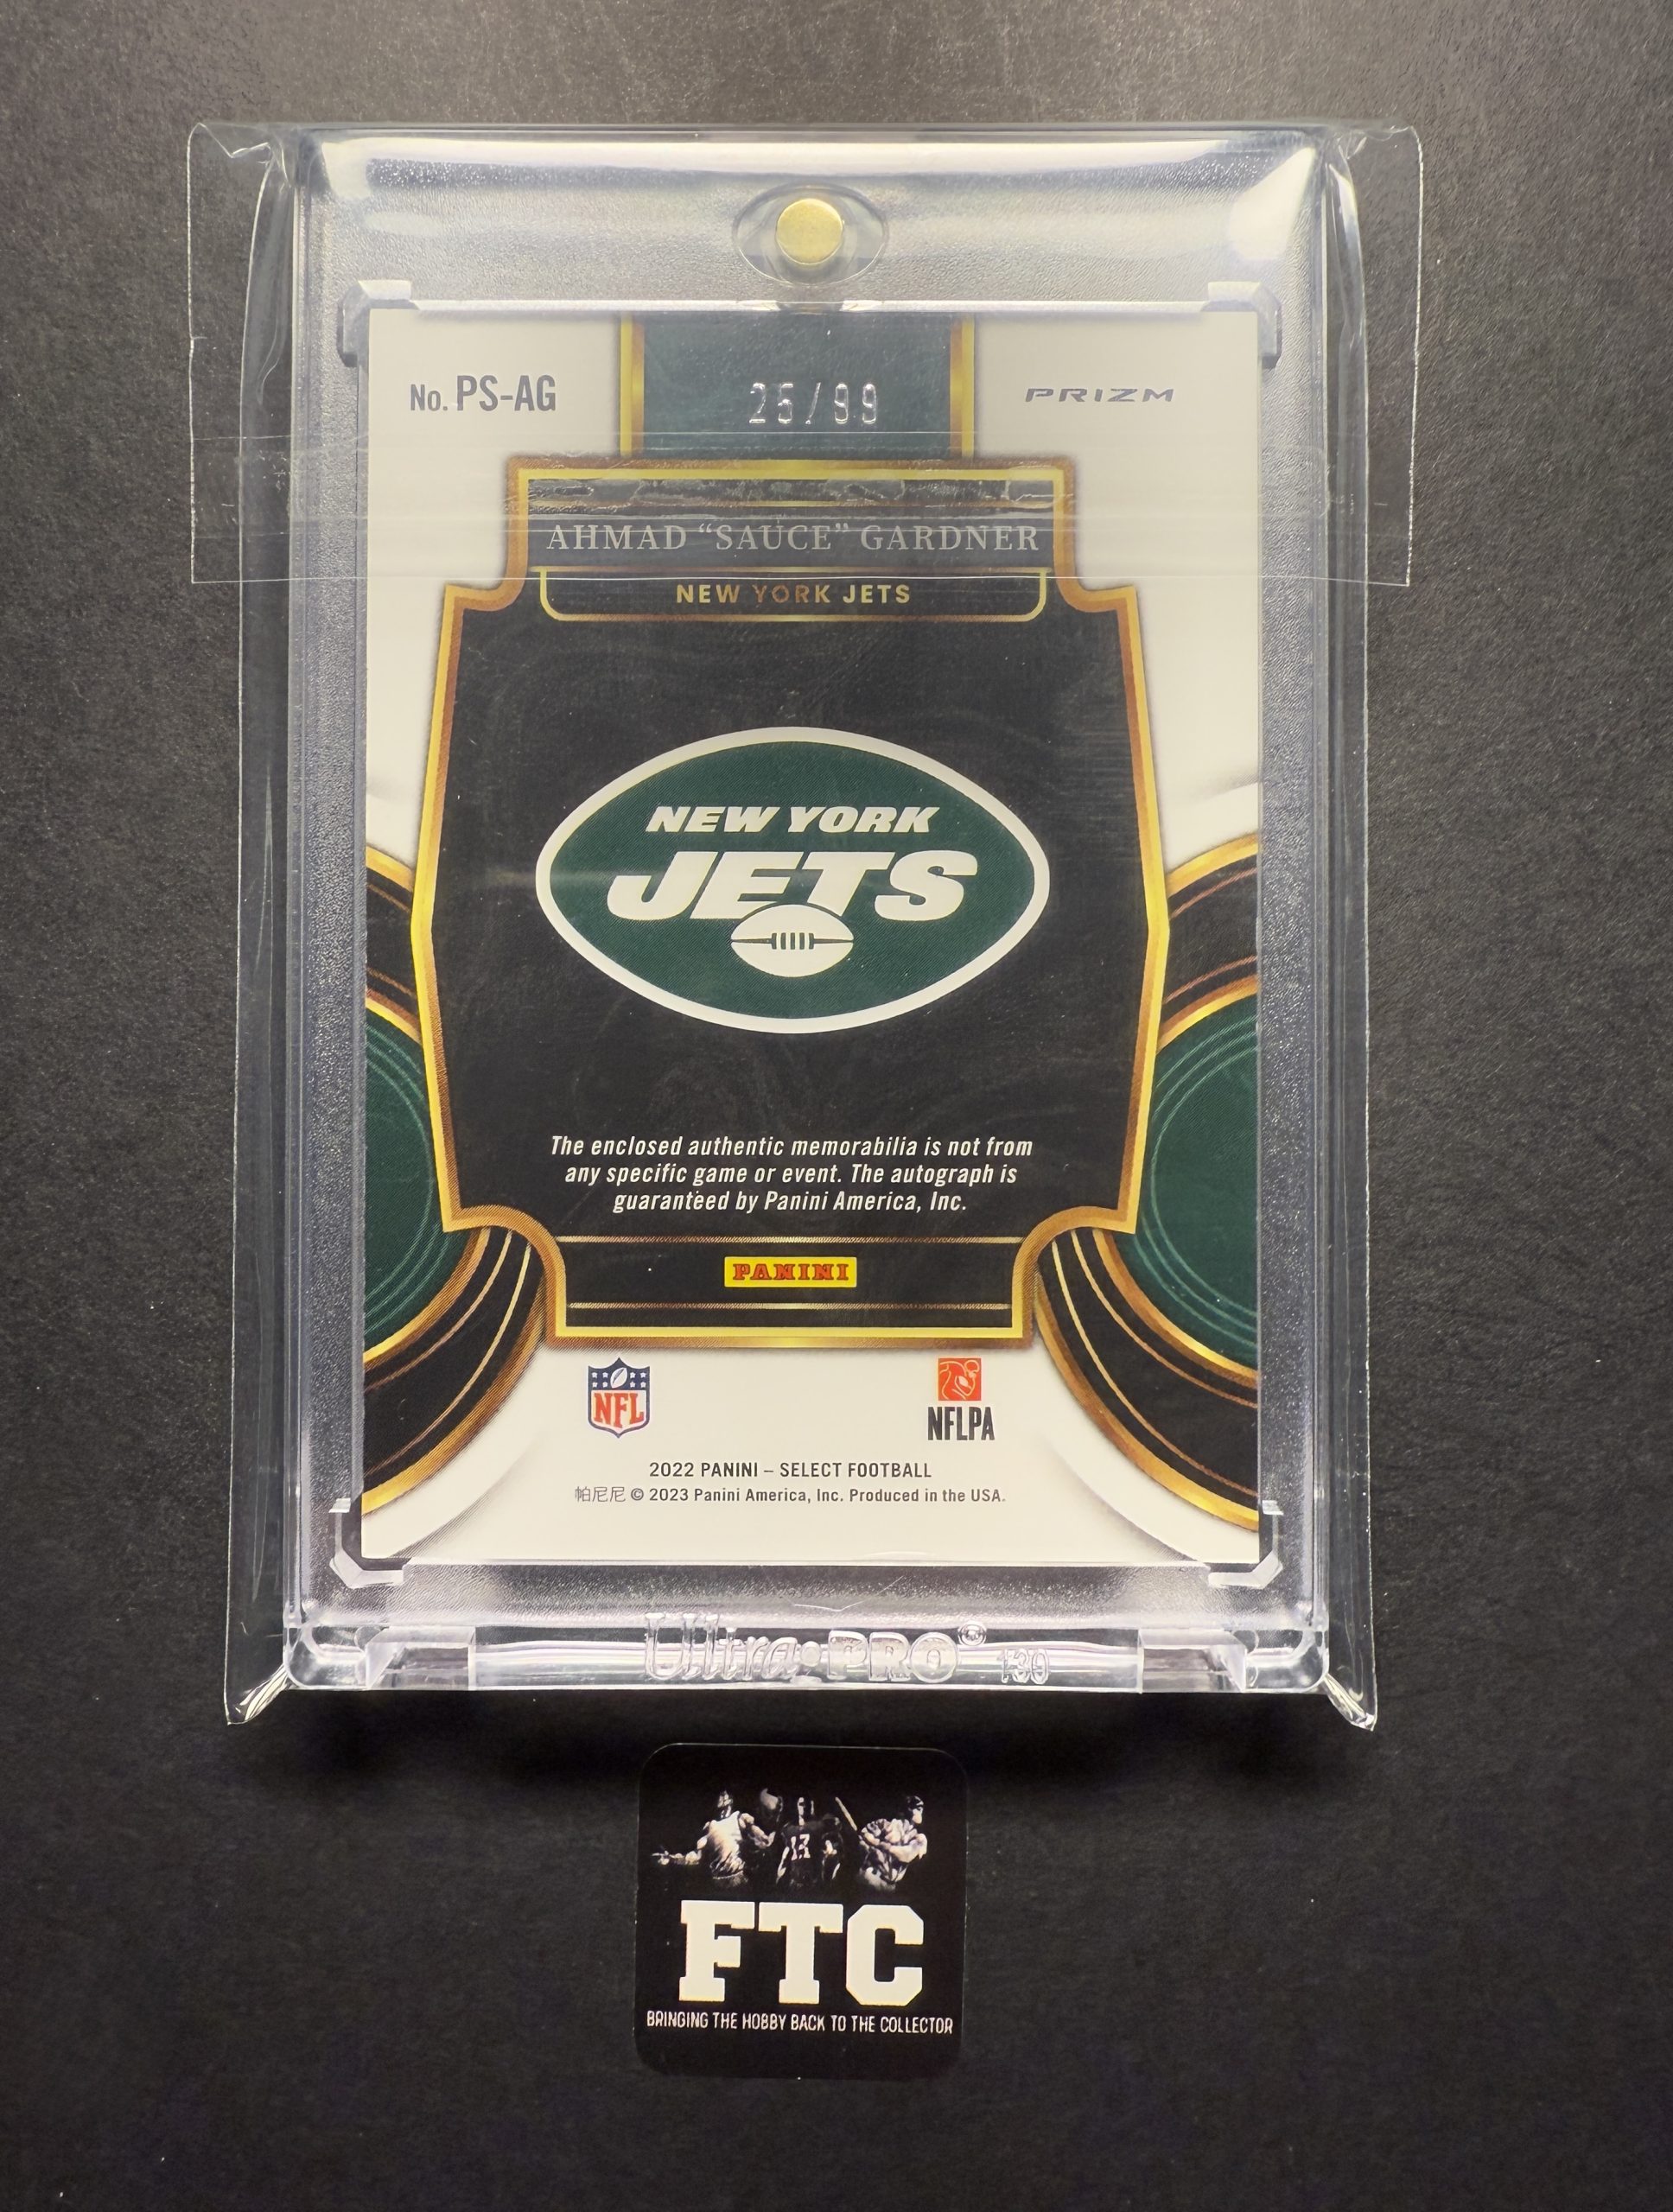 No. PS-AG
25/99
PRIZM
AHMAD “SAUCE” GARDNER
NEW YORK JETS
NEW YORK
JETS
The enclosed authentic memorabilia is not from
any specific game or event. The autograph is
guaranteed by Panini America, Inc.
PANINI
NFL
NFLPA
2022 PANINI – SELECT FOOTBALL
帕尼尼 © 2023 Panini America, Inc. Produced in the USA.
Ultra•PRO® 130
13
FTC
BRINGING THE HOBBY BACK TO THE COLLECTOR